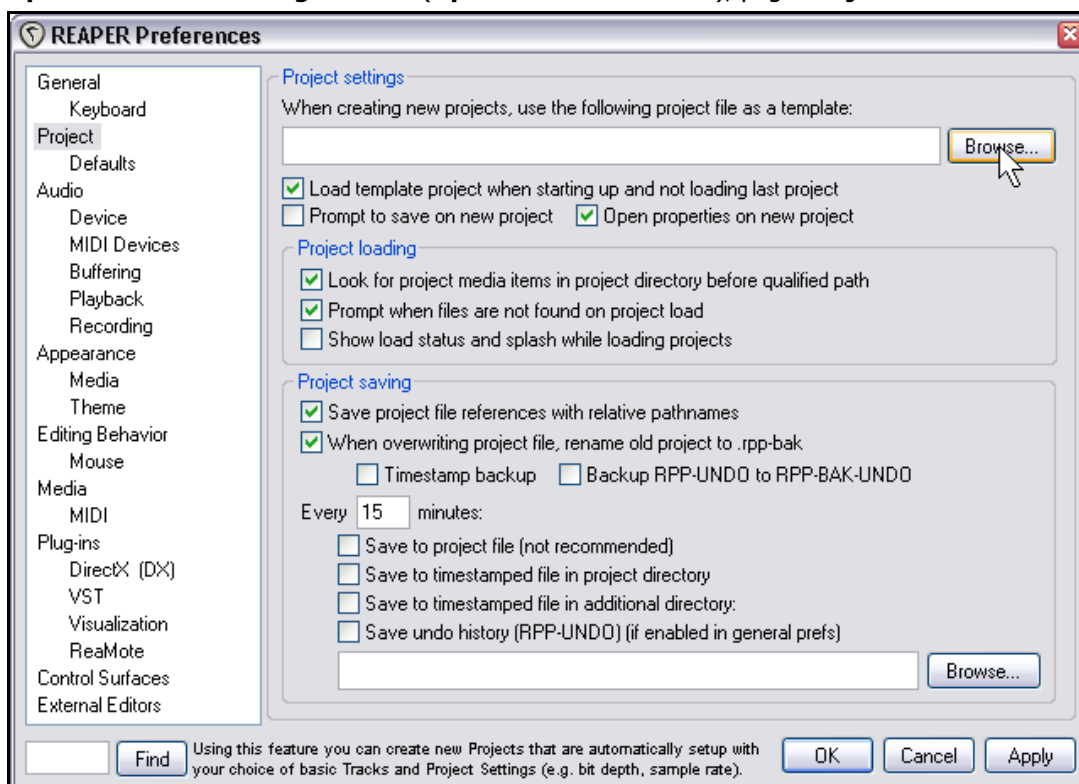 REAPER Preferences
General
Keyboard
Project
Defaults
Audio
Device
MIDI Devices
Buffering
Playback
Recording
Appearance
Media
Theme
Editing Behavior
Mouse
Media
MIDI
Plug-ins
DirectX (DX)
VST
Visualization
ReaMote
Control Surfaces
External Editors
Project settings
When creating new projects, use the following project file as a template:
Browse...
Load template project when starting up and not loading last project
Prompt to save on new project Open properties on new project
Project loading
Look for project media items in project directory before qualified path
Prompt when files are not found on project load
Show load status and splash while loading projects
Project saving
Save project file references with relative pathnames
When overwriting project file, rename old project to .rpp-bak
Timestamp backup Backup RPP-UNDO to RPP-BAK-UNDO
Every 15 minutes:
Save to project file (not recommended)
Save to timestamped file in project directory
Save to timestamped file in additional directory:
Save undo history (RPP-UNDO) (if enabled in general prefs)
Browse...
Find
Using this feature you can create new Projects that are automatically setup with
your choice of basic Tracks and Project Settings (e.g. bit depth, sample rate).
OK Cancel Apply